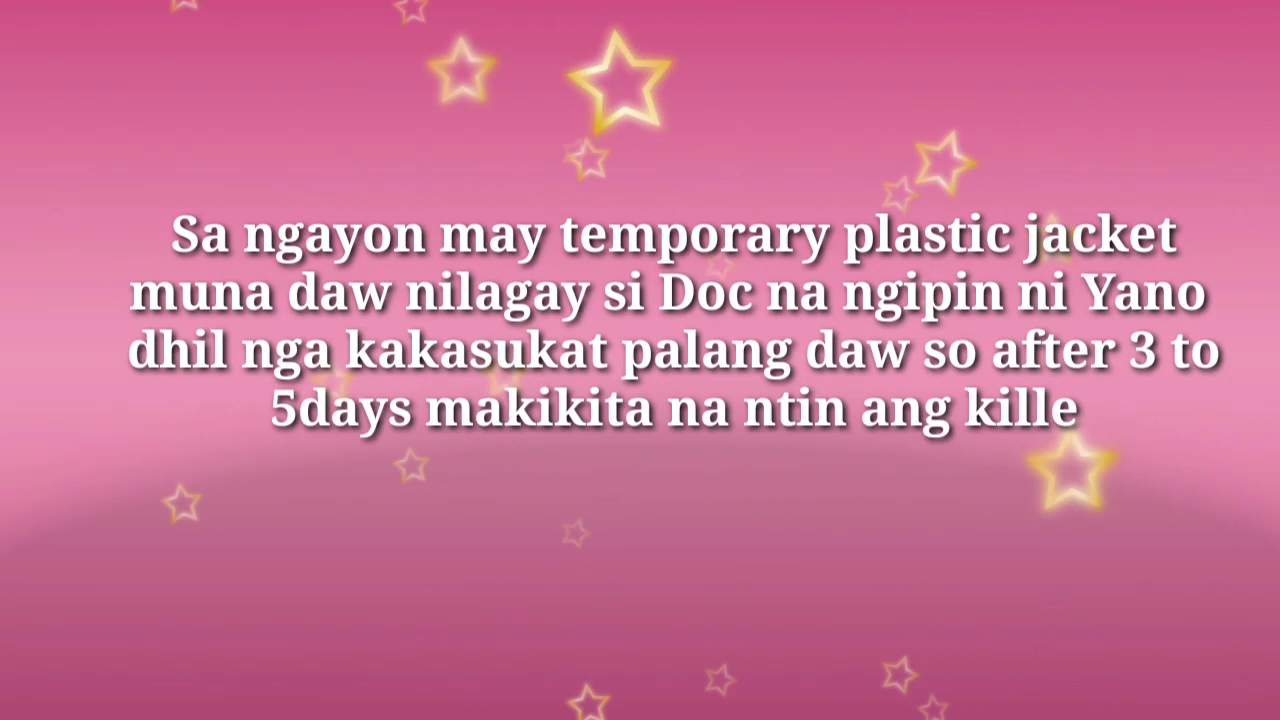 Sa ngayon may temporary plastic jacket
muna daw nilagay si Doc na ngipin ni Yano
dhil nga kakasukat palang daw so after 3 to
5days makikita na ntin ang kille